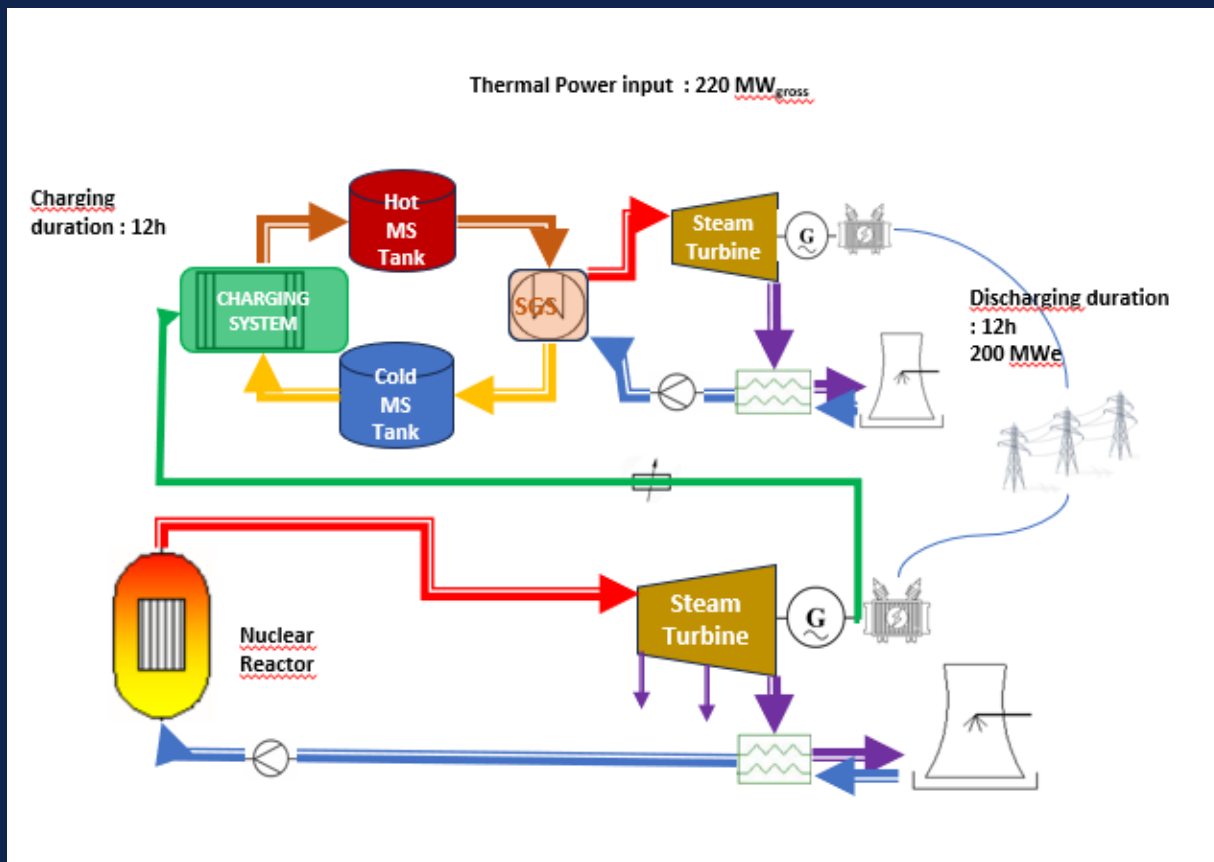 Thermal Power input : 220 MWgross
Charging
duration : 12h
Hot
MS
Tank
Steam
Turbine
G
CHARGING
SYSTEM
SGS
Discharging duration
: 12h
200 MWe
Cold
MS
Tank
Steam
Turbine
G
Nuclear
Reactor